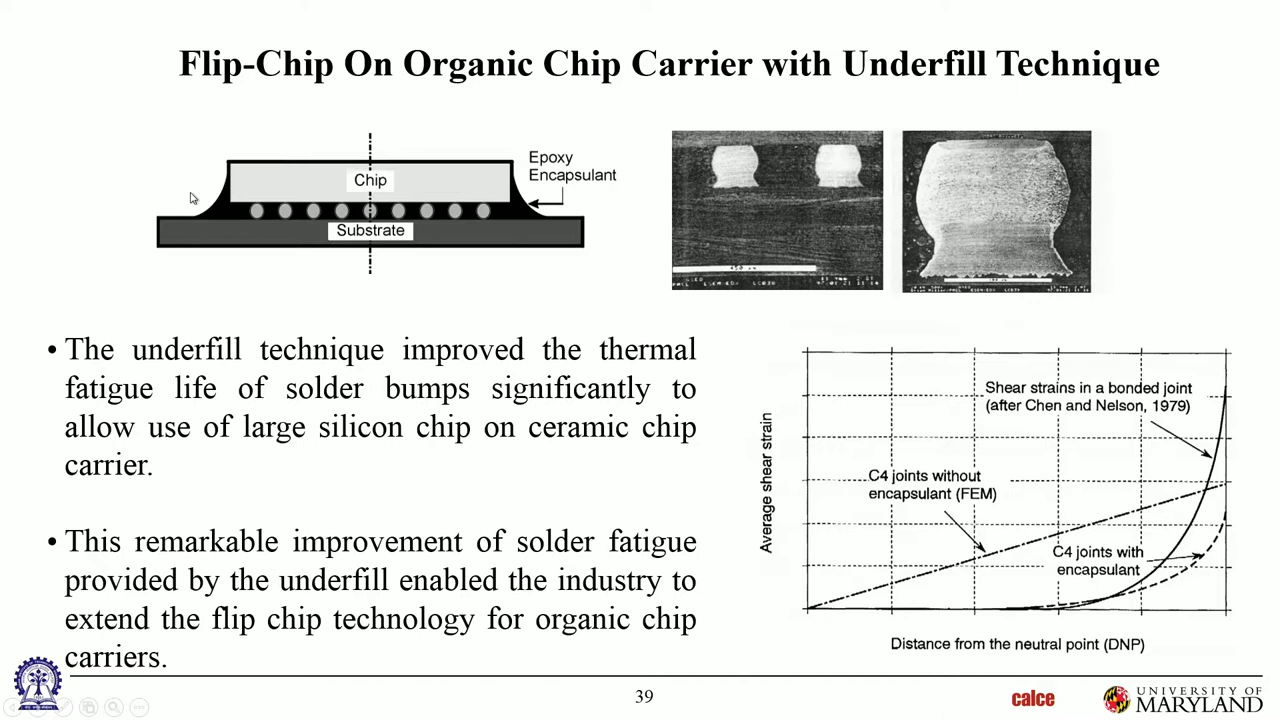 Flip-Chip On Organic Chip Carrier with Underfill Technique
Epoxy
Encapsulant
Chip
Substrate
• The underfill technique improved the thermal
fatigue life of solder bumps significantly to
allow use of large silicon chip on ceramic chip
carrier.
• This remarkable improvement of solder fatigue
provided by the underfill enabled the industry to
extend the flip chip technology for organic chip
carriers.
Shear strains in a bonded joint
(after Chen and Nelson, 1979)
C4 joints without
encapsulant (FEM)
C4 joints with
encapsulant
Average shear strain
Distance from the neutral point (DNP)
39
calce
UNIVERSITY OF
MARYLAND